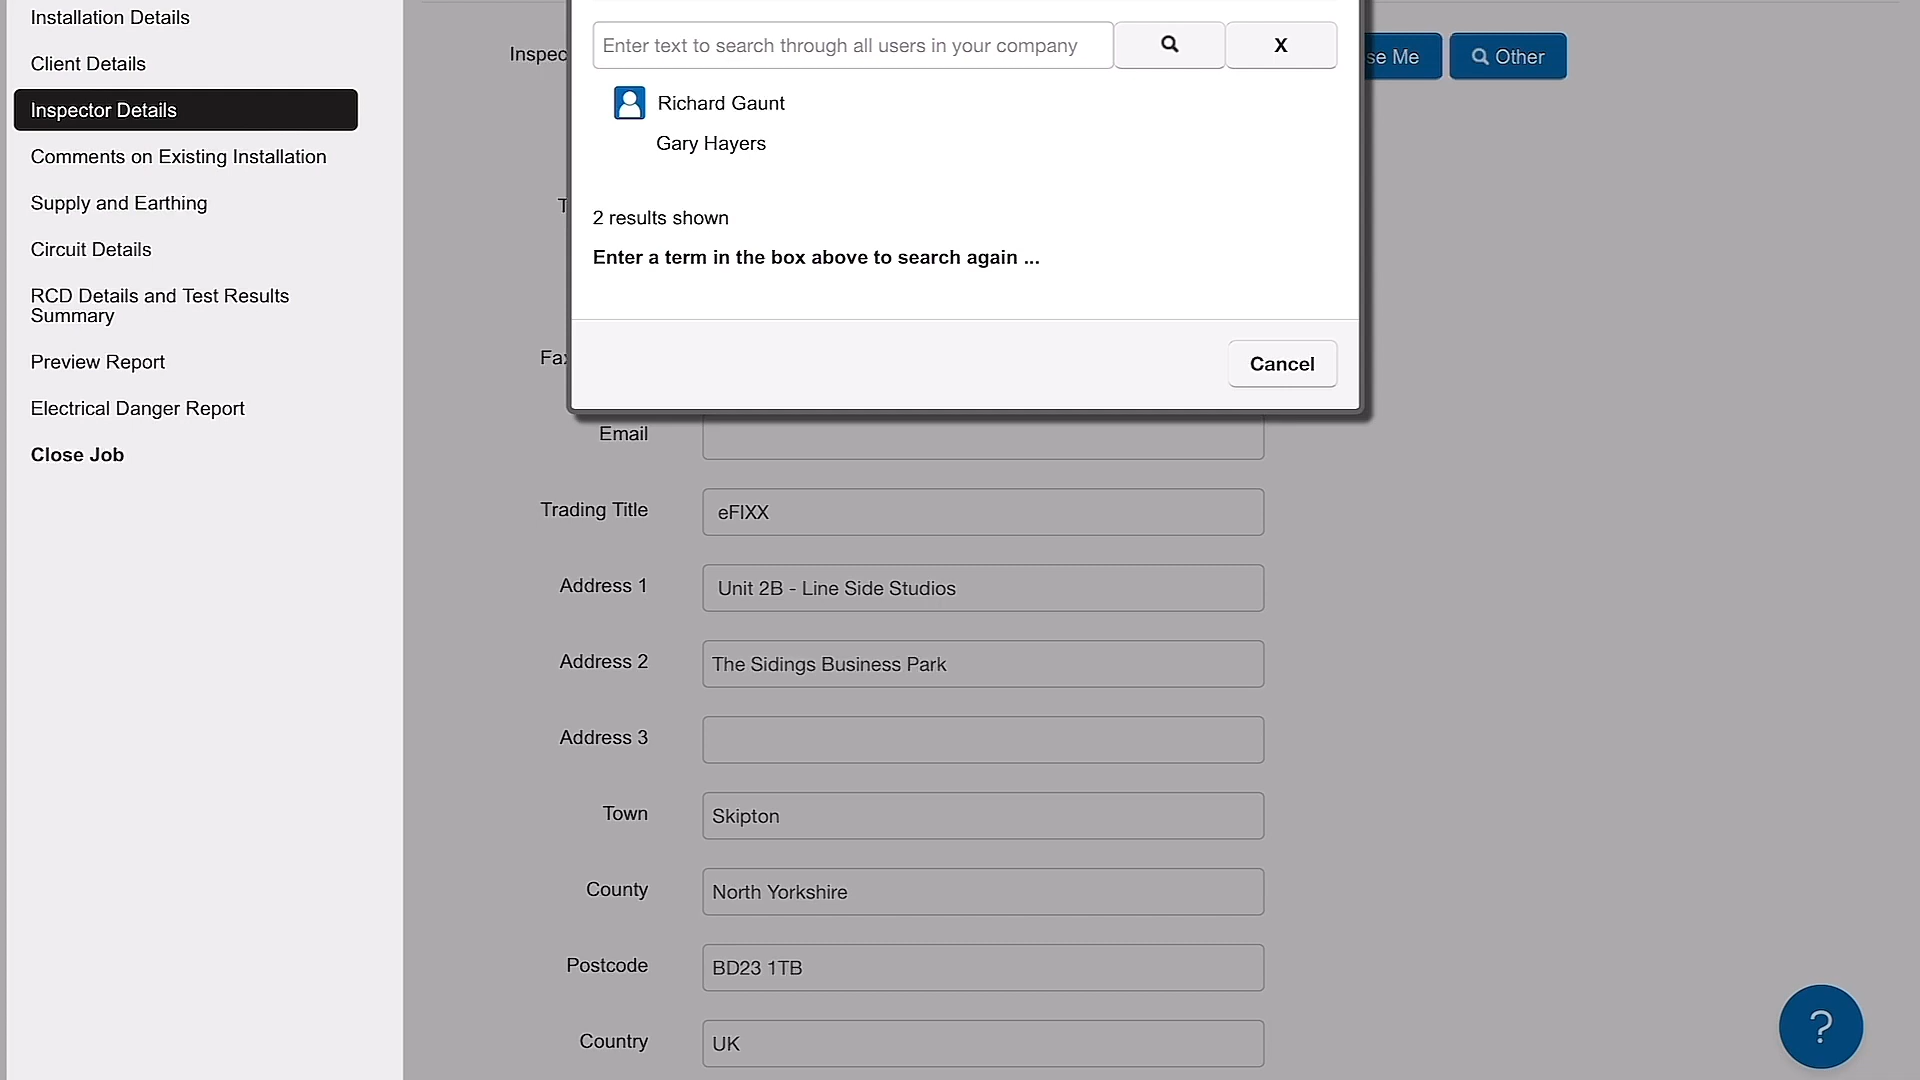 Installation Details
Client Details
Inspector Details
Comments on Existing Installation
Supply and Earthing
Circuit Details
RCD Details and Test Results
Summary
Preview Report
Electrical Danger Report
Close Job
Enter text to search through all users in your company
X
Richard Gaunt
Gary Hayers
2 results shown
Enter a term in the box above to search again ...
Cancel
Me
Other
Email
Trading Title
eFIXX
Address 1
Unit 2B - Line Side Studios
Address 2
The Sidings Business Park
Address 3
Town
Skipton
County
North Yorkshire
Postcode
BD23 1TB
Country
UK
?